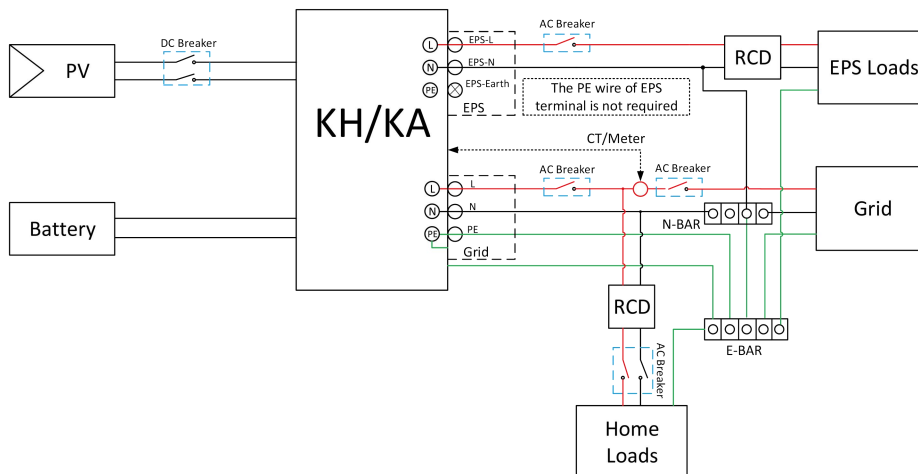 PV
DC Breaker
Battery
KH/KA
L
EPS-L
N
EPS-N
PE
EPS-Earth
EPS
AC Breaker
The PE wire of EPS
terminal is not required
RCD
EPS Loads
CT/Meter
L
L
N
N
PE
PE
Grid
AC Breaker
AC Breaker
N-BAR
Grid
RCD
AC Breaker
E-BAR
Home
Loads